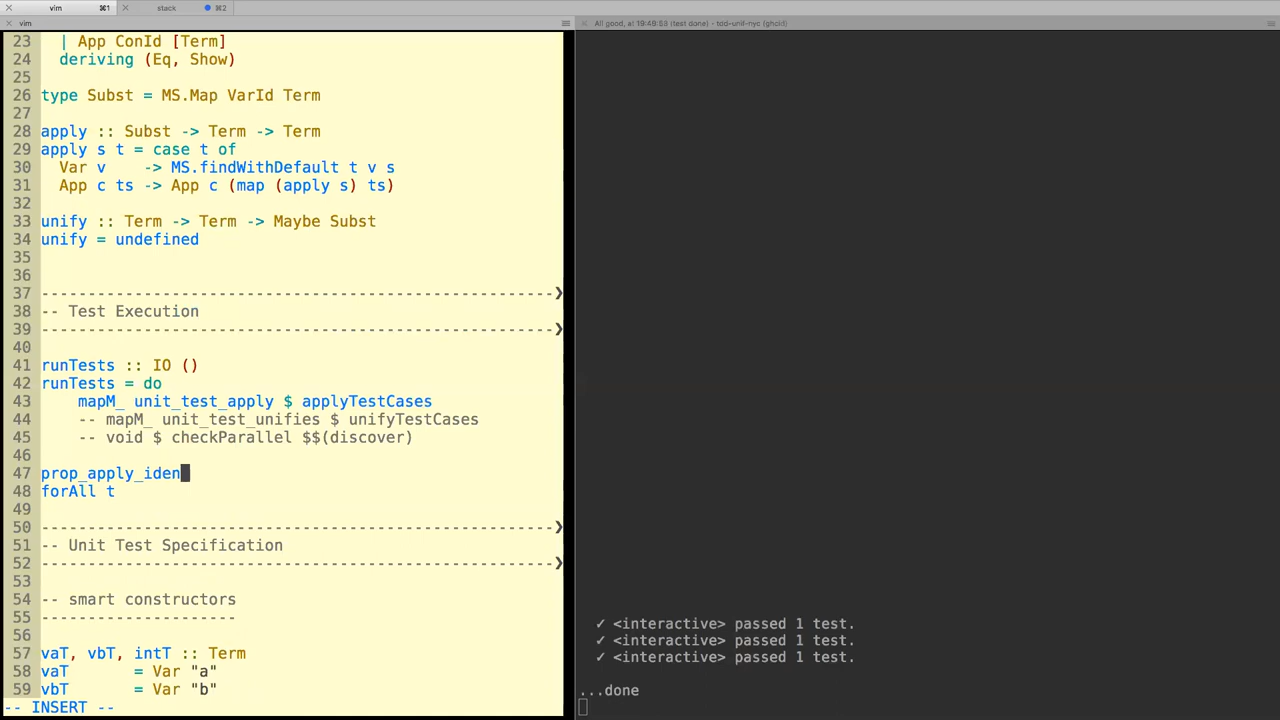 vim ⌘1 stack ⌘2
vim
All good, at 19:49:53 (test done) - tdd-unif-nyc (ghcid)
23 | App ConId [Term]
24 deriving (Eq, Show)
25
26 type Subst = MS.Map VarId Term
27
28 apply :: Subst -> Term -> Term
29 apply s t = case t of
30 Var v -> MS.findWithDefault t v s
31 App c ts -> App c (map (apply s) ts)
32
33 unify :: Term -> Term -> Maybe Subst
34 unify = undefined
35
36
37 -------------------------------------------------------❯
38 -- Test Execution
39 -------------------------------------------------------❯
40
41 runTests :: IO ()
42 runTests = do
43 mapM_ unit_test_apply $ applyTestCases
44 -- mapM_ unit_test_unifies $ unifyTestCases
45 -- void $ checkParallel $$(discover)
46
47 prop_apply_iden
48 forAll t
49
50 -------------------------------------------------------❯
51 -- Unit Test Specification
52 -------------------------------------------------------❯
53
54 -- smart constructors
55 ---------------------
56
57 vaT, vbT, intT :: Term
58 vaT = Var "a"
59 vbT = Var "b"
-- INSERT --
✓ <interactive> passed 1 test.
✓ <interactive> passed 1 test.
✓ <interactive> passed 1 test.
...done